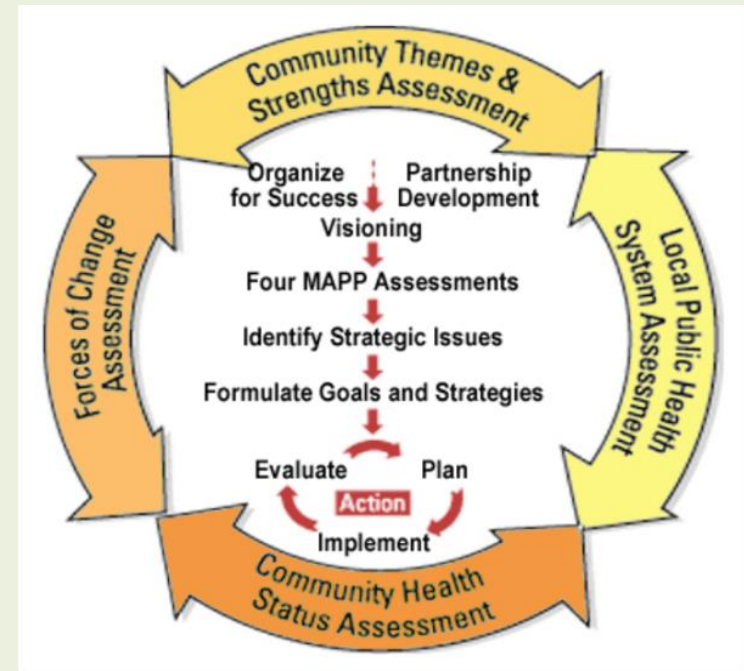 Community Themes &
Strengths Assessment
Organize
for Success
Partnership
Development
Visioning
Four MAPP Assessments
Identify Strategic Issues
Formulate Goals and Strategies
Evaluate
Plan
Action
Implement
Forces of Change
Assessment
Local Public Health
System Assessment
Community Health
Status Assessment